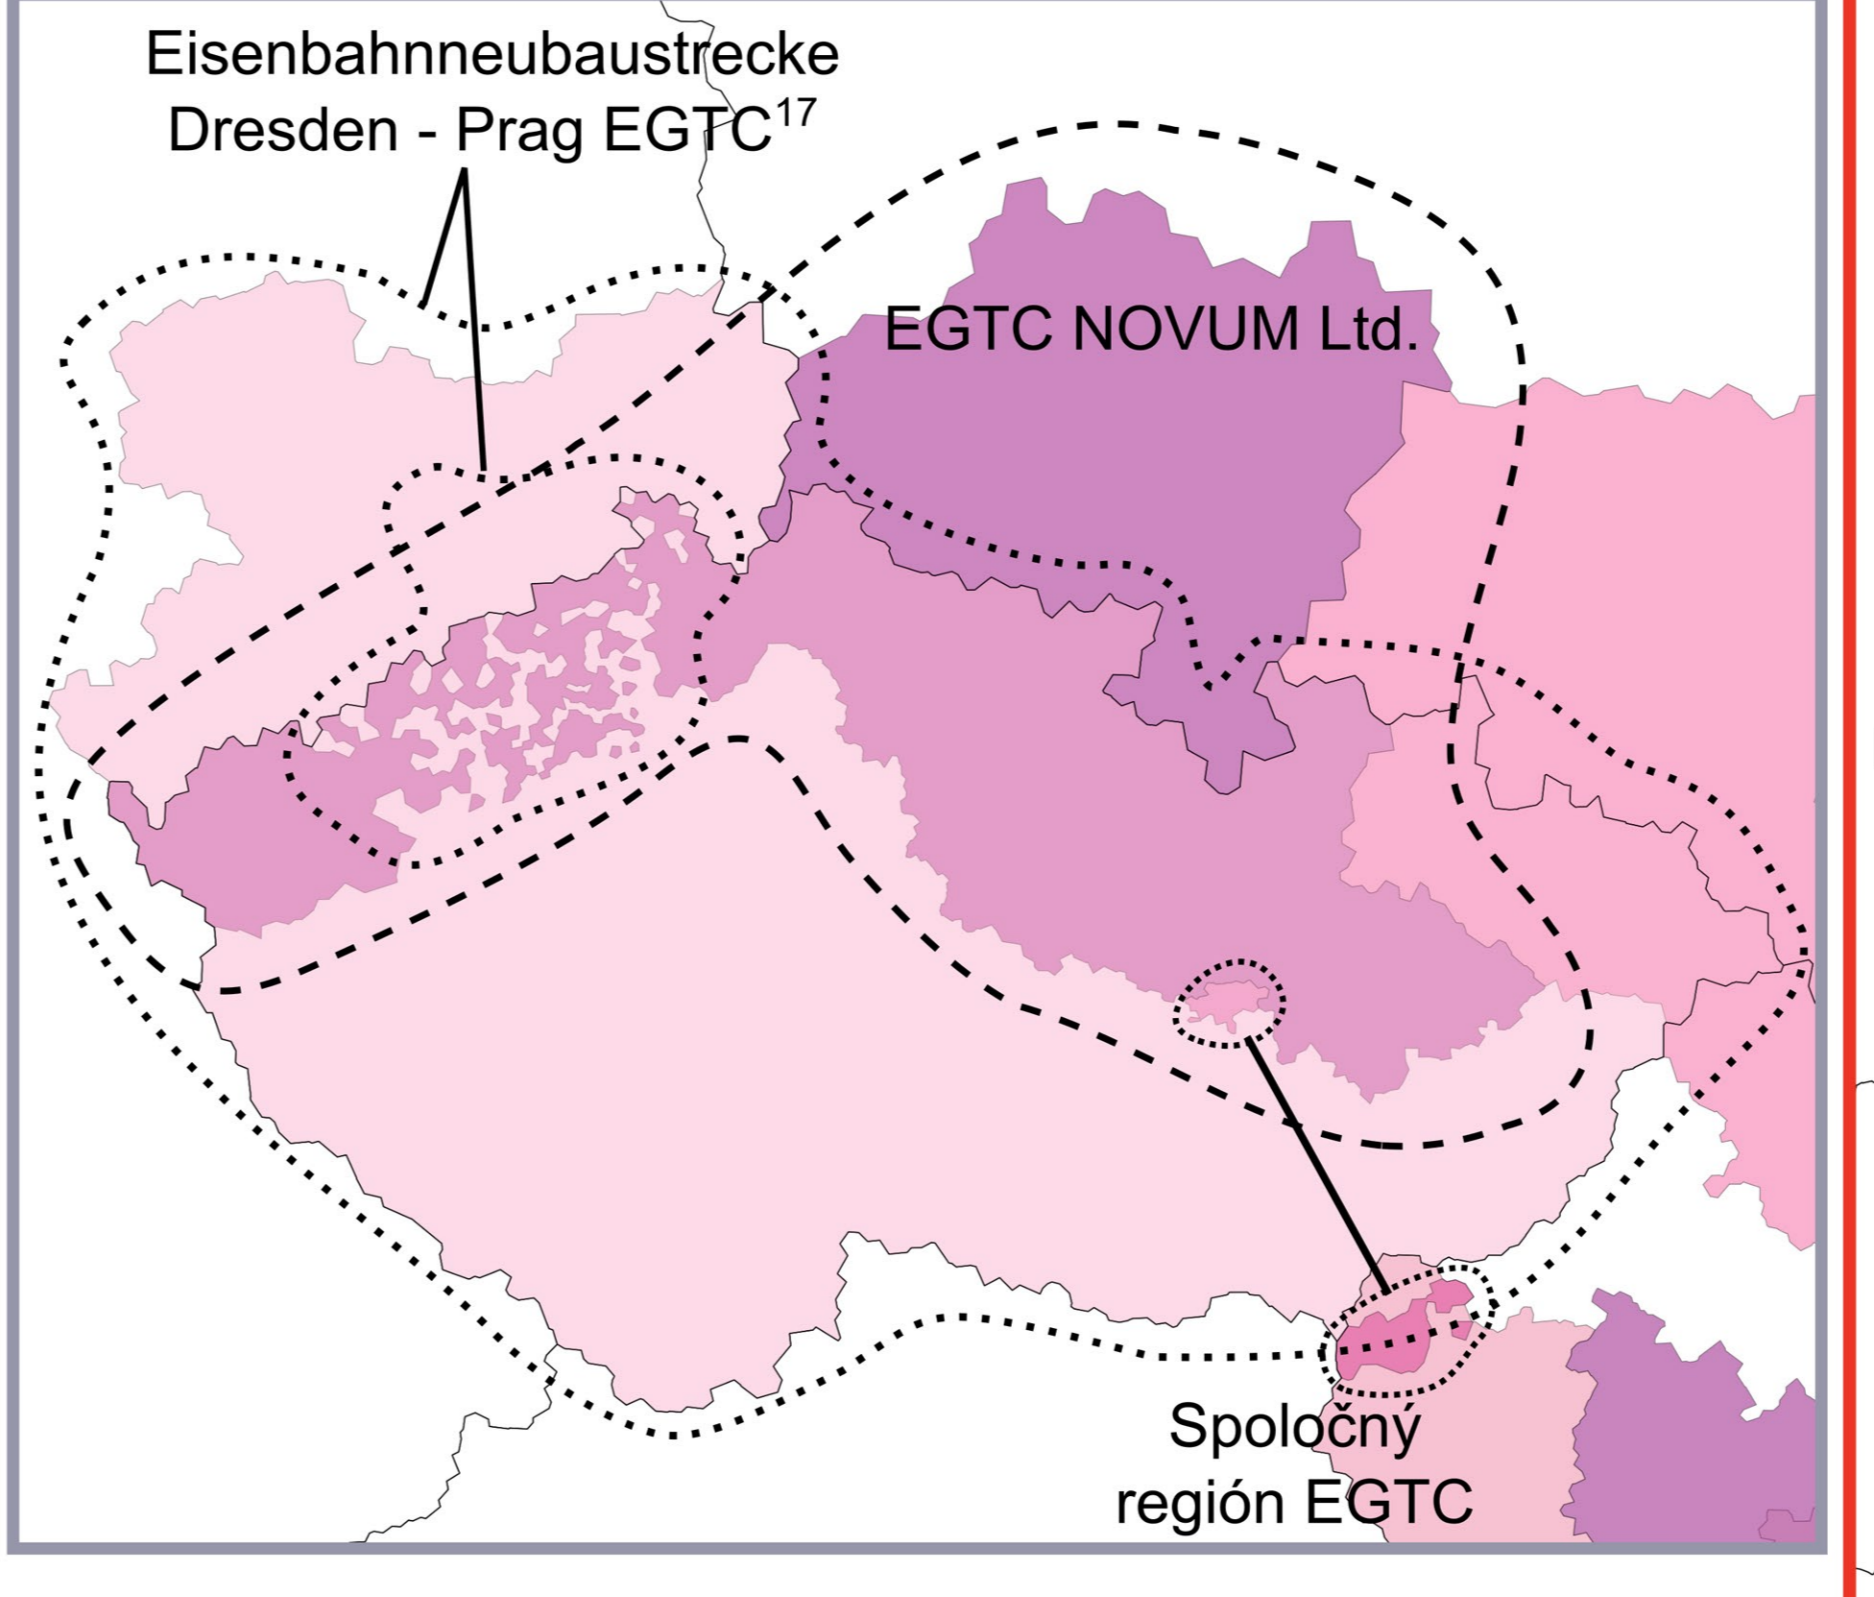 Eisenbahnneubaustrecke
Dresden - Prag EGTC¹⁷
EGTC NOVUM Ltd.
Spoločný
región EGTC